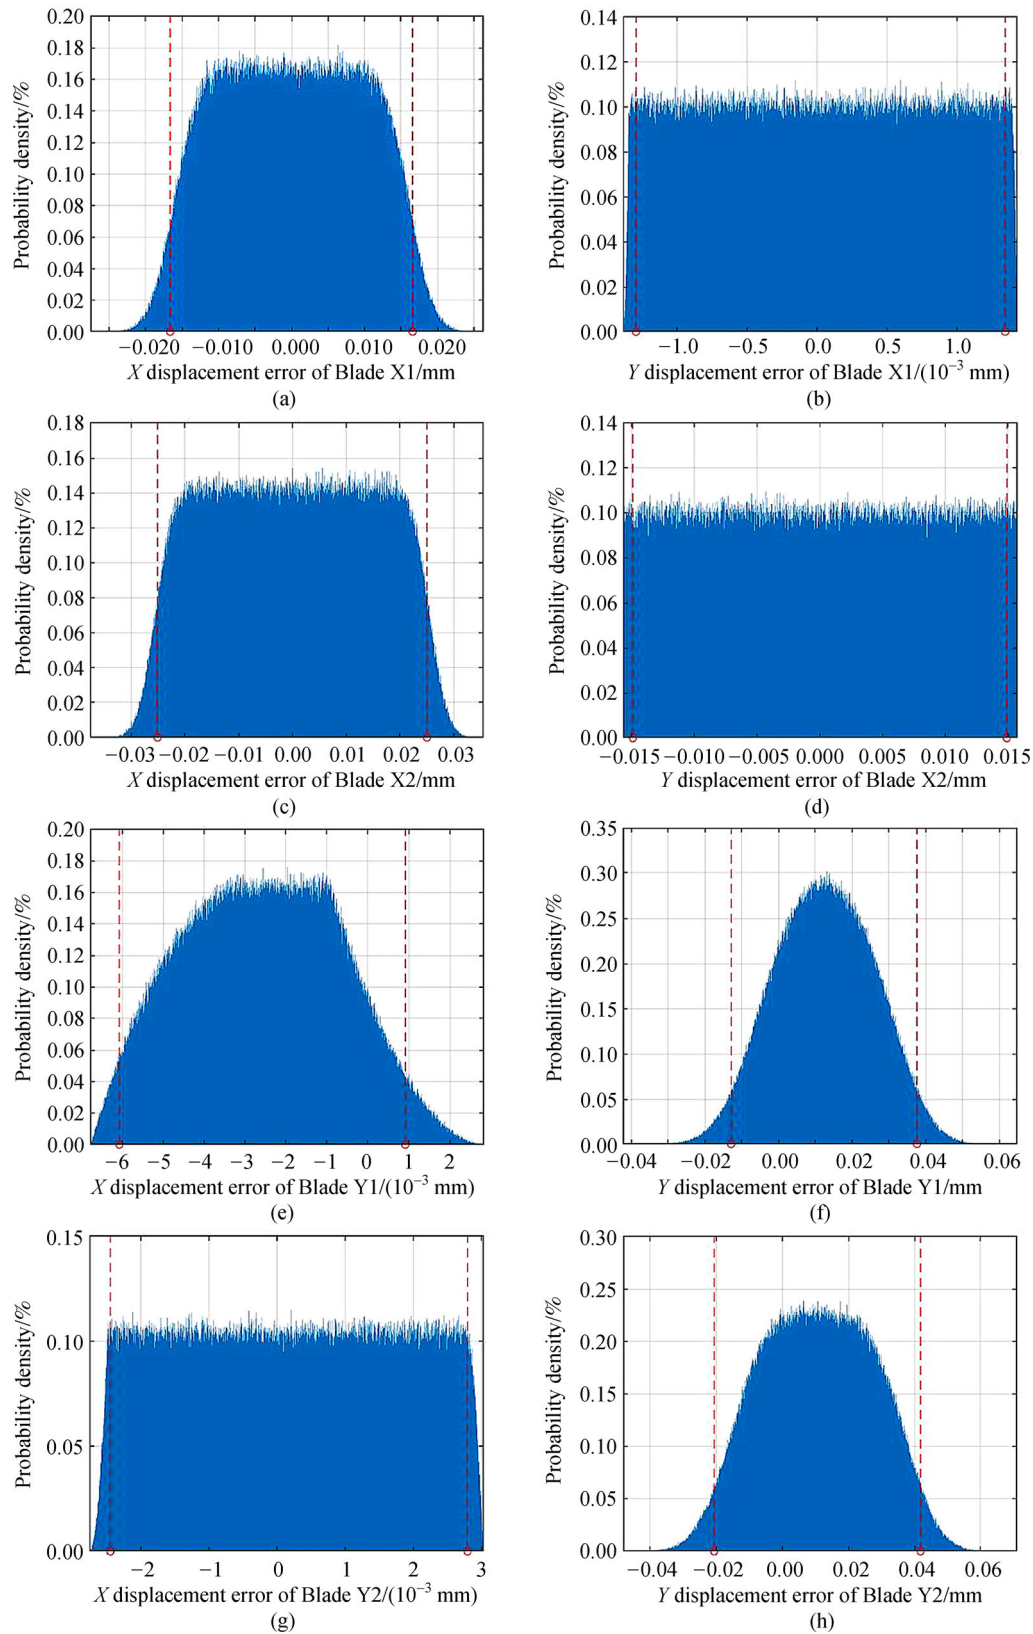 0.20
0.18
0.16
0.14
0.12
0.10
0.08
0.06
0.04
0.02
0.00
Probability density/%
−0.020 −0.010 0.000 0.010 0.020
X displacement error of Blade X1/mm
(a)
0.14
0.12
0.10
0.08
0.06
0.04
0.02
0.00
Probability density/%
−1.0 −0.5 0.0 0.5 1.0
Y displacement error of Blade X1/(10⁻³ mm)
(b)
0.18
0.16
0.14
0.12
0.10
0.08
0.06
0.04
0.02
0.00
Probability density/%
−0.03 −0.02 −0.01 0.00 0.01 0.02 0.03
X displacement error of Blade X2/mm
(c)
0.14
0.12
0.10
0.08
0.06
0.04
0.02
0.00
Probability density/%
−0.015 −0.010 −0.005 0.000 0.005 0.010 0.015
Y displacement error of Blade X2/mm
(d)
0.20
0.18
0.16
0.14
0.12
0.10
0.08
0.06
0.04
0.02
0.00
Probability density/%
−6 −5 −4 −3 −2 −1 0 1 2
X displacement error of Blade Y1/(10⁻³ mm)
(e)
0.35
0.30
0.25
0.20
0.15
0.10
0.05
0.00
Probability density/%
−0.04 −0.02 0.00 0.02 0.04 0.06
Y displacement error of Blade Y1/mm
(f)
0.15
0.10
0.05
0.00
Probability density/%
−2 −1 0 1 2 3
X displacement error of Blade Y2/(10⁻³ mm)
(g)
0.30
0.25
0.20
0.15
0.10
0.05
0.00
Probability density/%
−0.04 −0.02 0.00 0.02 0.04 0.06
Y displacement error of Blade Y2/mm
(h)